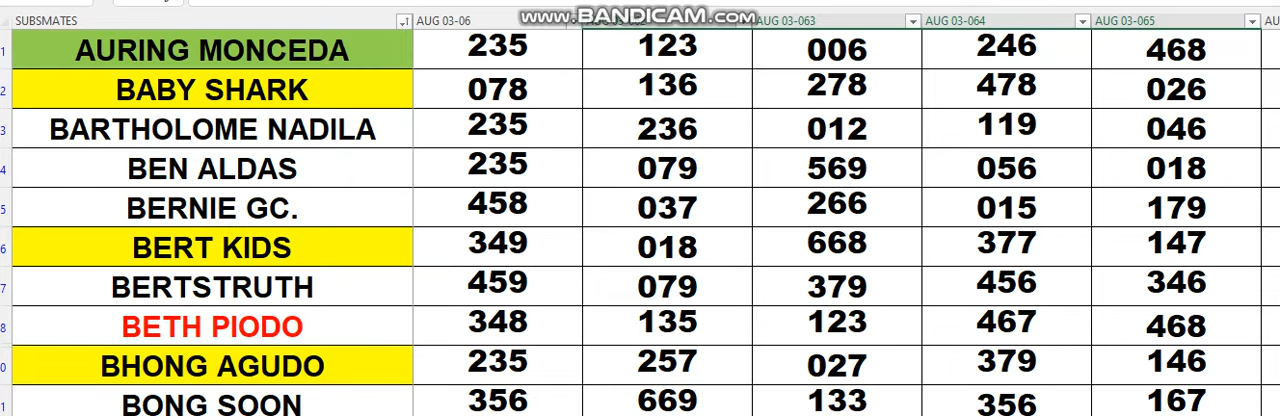 www.BANDICAM.com
SUBSMATES AUG 03-06 AUG 03-063 AUG 03-064 AUG 03-065
1 AURING MONCEDA 235 123 006 246 468
2 BABY SHARK 078 136 278 478 026
3 BARTHOLOME NADILA 235 236 012 119 046
4 BEN ALDAS 235 079 569 056 018
5 BERNIE GC. 458 037 266 015 179
6 BERT KIDS 349 018 668 377 147
7 BERTSTRUTH 459 079 379 456 346
8 BETH PIODO 348 135 123 467 468
0 BHONG AGUDO 235 257 027 379 146
1 BONG SOON 356 669 133 356 167